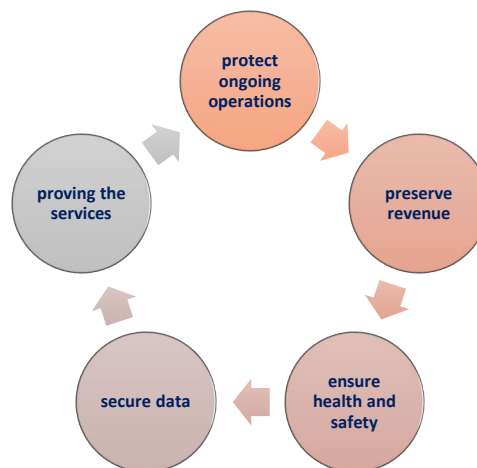 protect
ongoing
operations
preserve
revenue
ensure
health and
safety
secure data
proving the
services